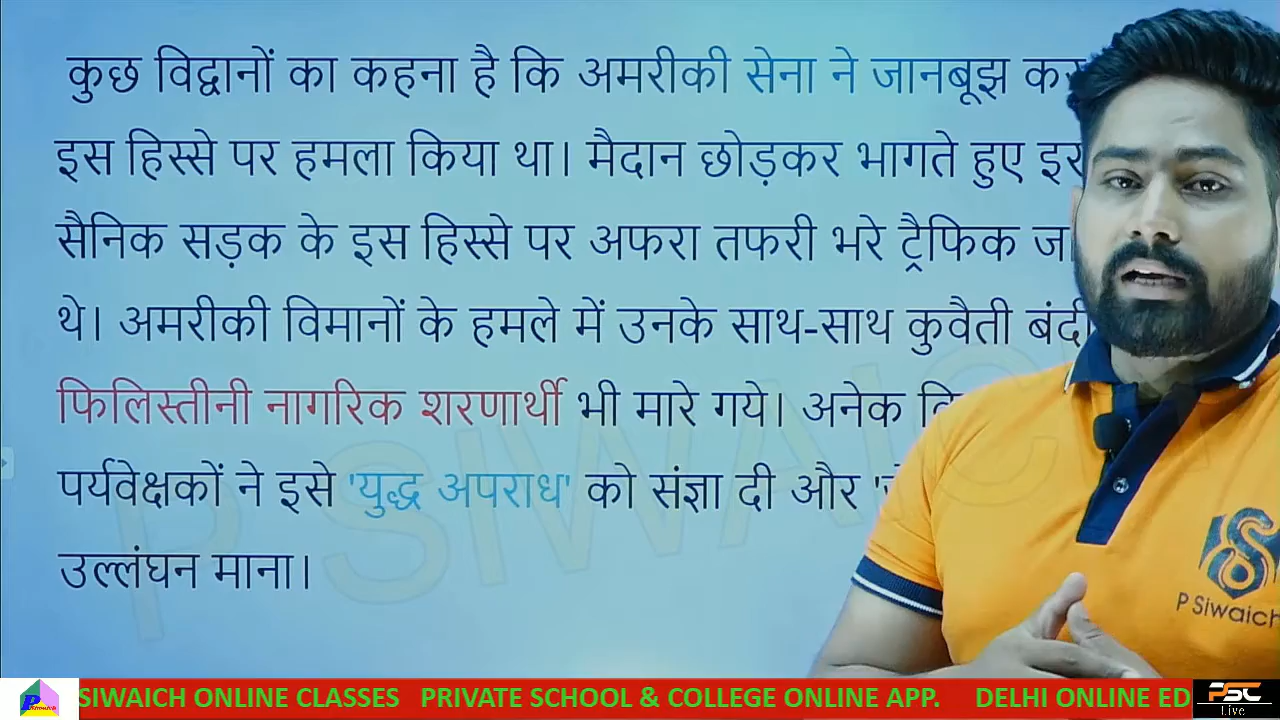 कुछ विद्वानों का कहना है कि अमरीकी सेना ने जानबूझ कर
इस हिस्से पर हमला किया था। मैदान छोड़कर भागते हुए
सैनिक सड़क के इस हिस्से पर अफरा तफरी भरे ट्रैफिक
थे। अमरीकी विमानों के हमले में उनके साथ-साथ कुवैती बंदी
फिलिस्तीनी नागरिक शरणार्थी भी मारे गये। अनेक
पर्यवेक्षकों ने इसे 'युद्ध अपराध' को संज्ञा दी और
उल्लंघन माना।
P SIWAICH
P Siwaich
SIWAICH ONLINE CLASSES PRIVATE SCHOOL & COLLEGE ONLINE APP. DELHI ONLINE ED
PSC
Live